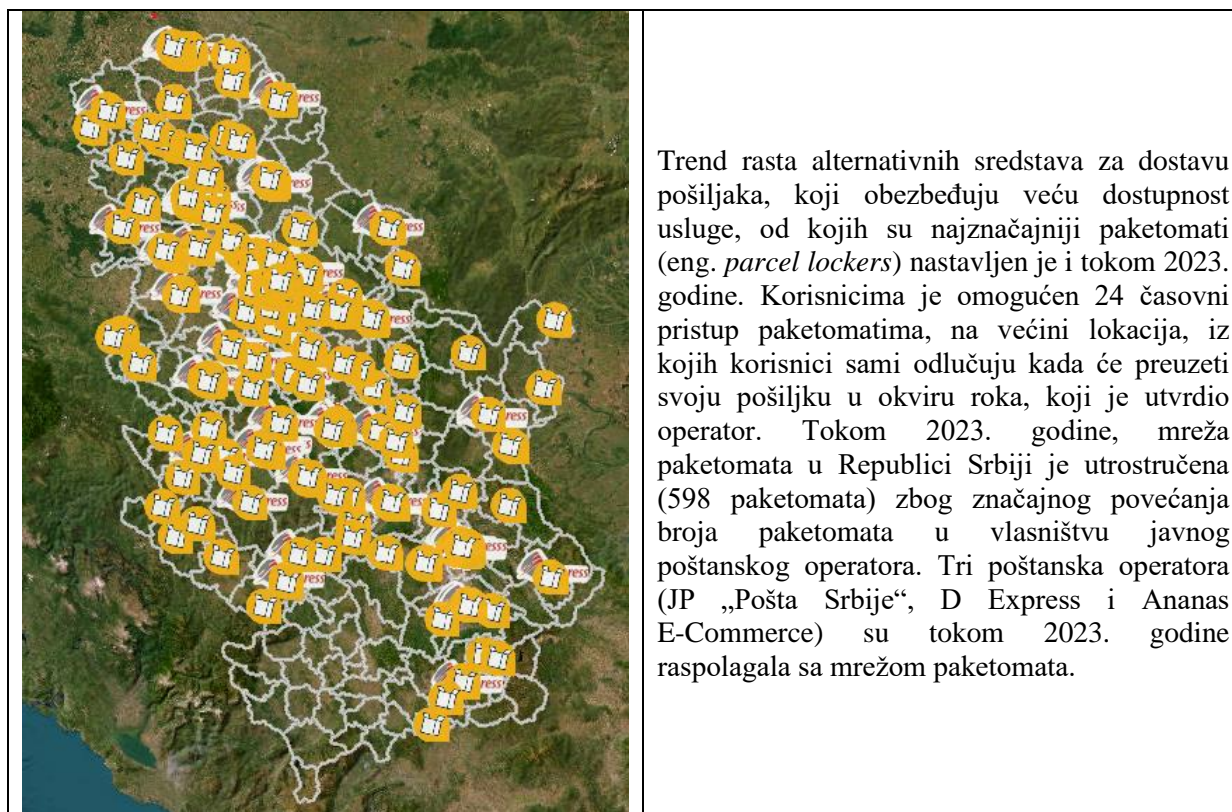 Trend rasta alternativnih sredstava za dostavu
pošiljaka, koji obezbeđuju veću dostupnost
usluge, od kojih su najznačajniji paketomati
(eng. parcel lockers) nastavljen je i tokom 2023.
godine. Korisnicima je omogućen 24 časovni
pristup paketomatima, na većini lokacija, iz
kojih korisnici sami odlučuju kada će preuzeti
svoju pošiljku u okviru roka, koji je utvrdio
operator. Tokom 2023. godine, mreža
paketomata u Republici Srbiji je utrostručena
(598 paketomata) zbog značajnog povećanja
broja paketomata u vlasništvu javnog
poštanskog operatora. Tri poštanska operatora
(JP „Pošta Srbije“, D Express i Ananas
E-Commerce) su tokom 2023. godine
raspolagala sa mrežom paketomata.